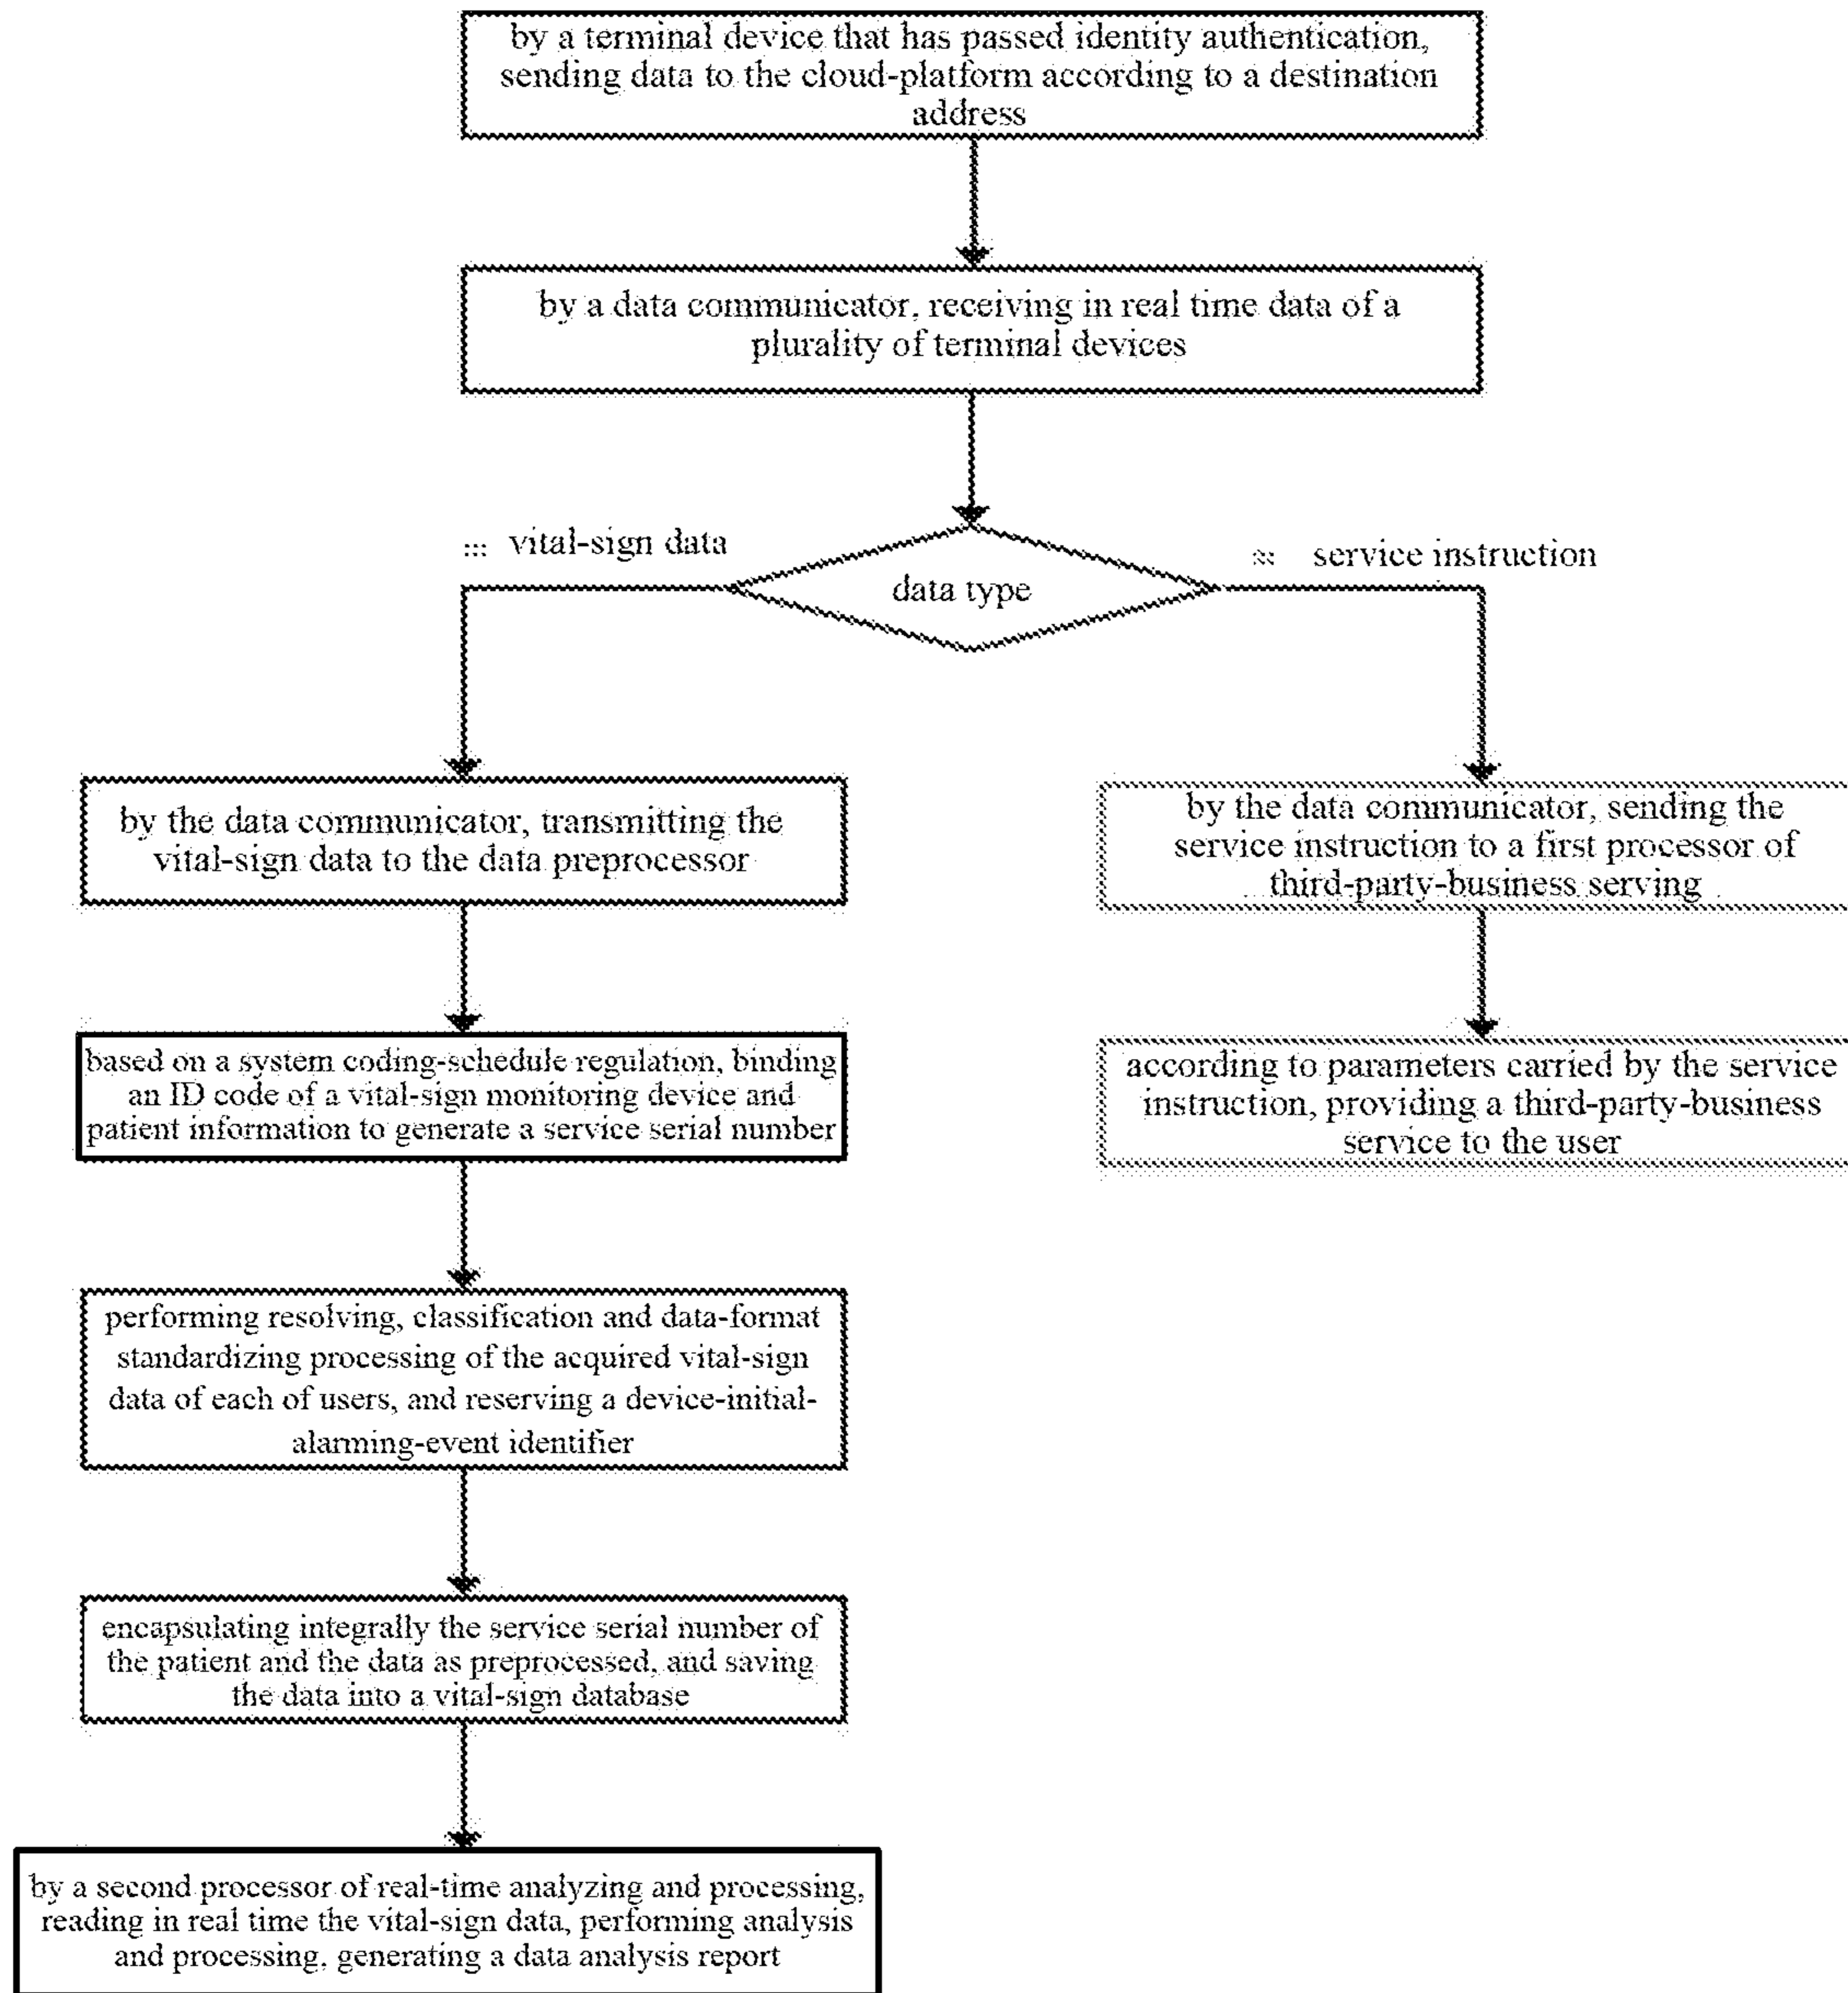 by a terminal device that has passed identity authentication,
sending data to the cloud-platform according to a destination
address
by a data communicator, receiving in real time data of a
plurality of terminal devices
vital-sign data
service instruction
data type
by the data communicator, transmitting the
vital-sign data to the data preprocessor
by the data communicator, sending the
service instruction to a first processor of
third-party-business serving
based on a system coding-schedule regulation, binding
an ID code of a vital-sign monitoring device and
patient information to generate a service serial number
according to parameters carried by the service
instruction, providing a third-party-business
service to the user
performing resolving, classification and data-format
standardizing processing of the acquired vital-sign
data of each of users, and reserving a device-initial-
alarming-event identifier
encapsulating integrally the service serial number of
the patient and the data as preprocessed, and saving
the data into a vital-sign database
by a second processor of real-time analyzing and processing,
reading in real time the vital-sign data, performing analysis
and processing, generating a data analysis report